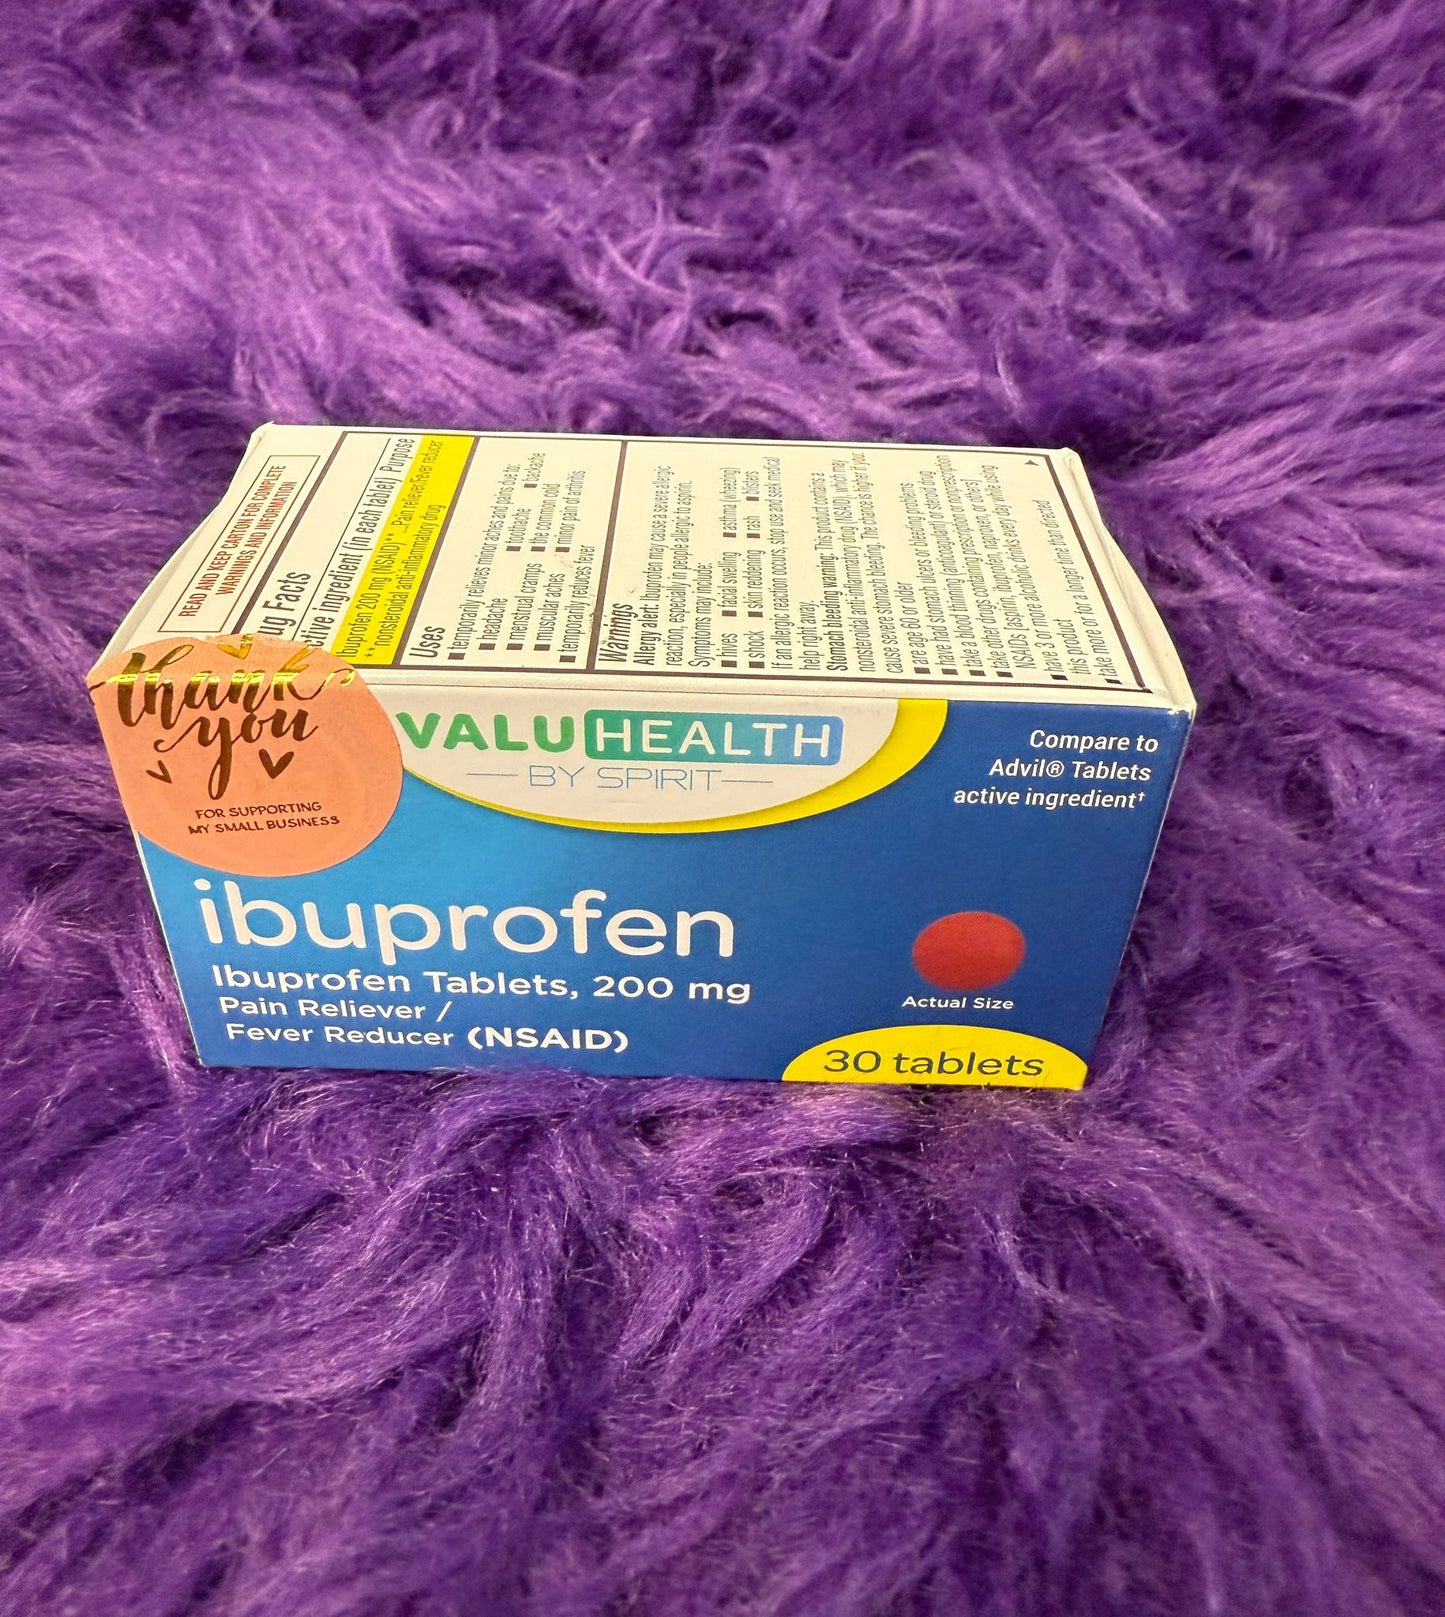 READ AND KEEP CARTON FOR COMPLETE
WARNINGS AND INFORMATION
ug Facts
ctive ingredient (in each tablet) Purpose
Ibuprofen 200 mg (NSAID)** ...Pain reliever/Fever reducer
**nonsteroidal anti-inflammatory drug
Uses
■ temporarily relieves minor aches and pains due to:
■ headache ■ toothache ■ backache
■ menstrual cramps ■ the common cold
■ muscular aches ■ minor pain of arthritis
■ temporarily reduces fever
Warnings
Allergy alert: Ibuprofen may cause a severe allergic
reaction, especially in people allergic to aspirin.
Symptoms may include:
■ hives ■ facial swelling ■ asthma (wheezing)
■ shock ■ skin reddening ■ rash ■ blisters
If an allergic reaction occurs, stop use and seek medical
help right away.
Stomach bleeding warning: This product contains a
nonsteroidal anti-inflammatory drug (NSAID), which may
cause severe stomach bleeding. The chance is higher if you:
■ are age 60 or older
■ have had stomach ulcers or bleeding problems
■ take a blood thinning (anticoagulant) or steroid drug
■ take other drugs containing prescription or nonprescription
NSAIDs [aspirin, ibuprofen, naproxen, or others]
■ have 3 or more alcoholic drinks every day while using
this product
■ take more or for a longer time than directed
thank
you
FOR SUPPORTING
MY SMALL BUSINESS
VALUHEALTH
BY SPIRIT
Compare to
Advil® Tablets
active ingredient†
ibuprofen
Ibuprofen Tablets, 200 mg
Pain Reliever /
Fever Reducer (NSAID)
Actual Size
30 tablets